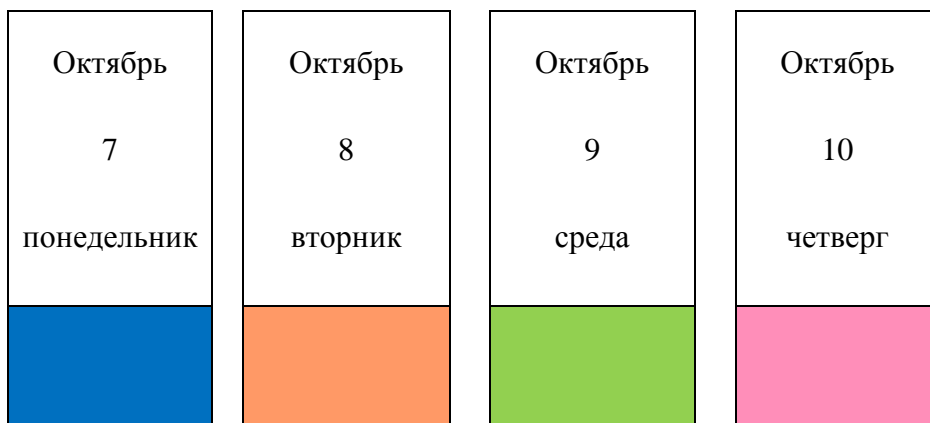 Октябрь
7
понедельник
Октябрь
8
вторник
Октябрь
9
среда
Октябрь
10
четверг